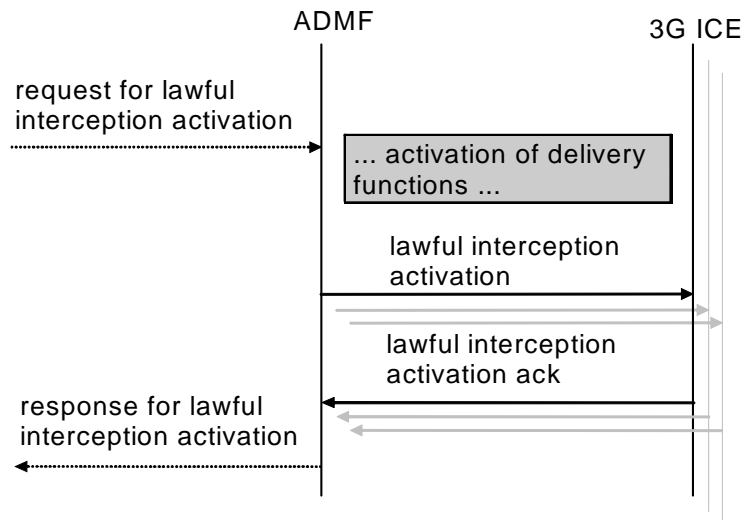 ADMF
3G ICE
request for lawful
interception activation
... activation of delivery
functions ...
lawful interception
activation
lawful interception
activation ack
response for lawful
interception activation